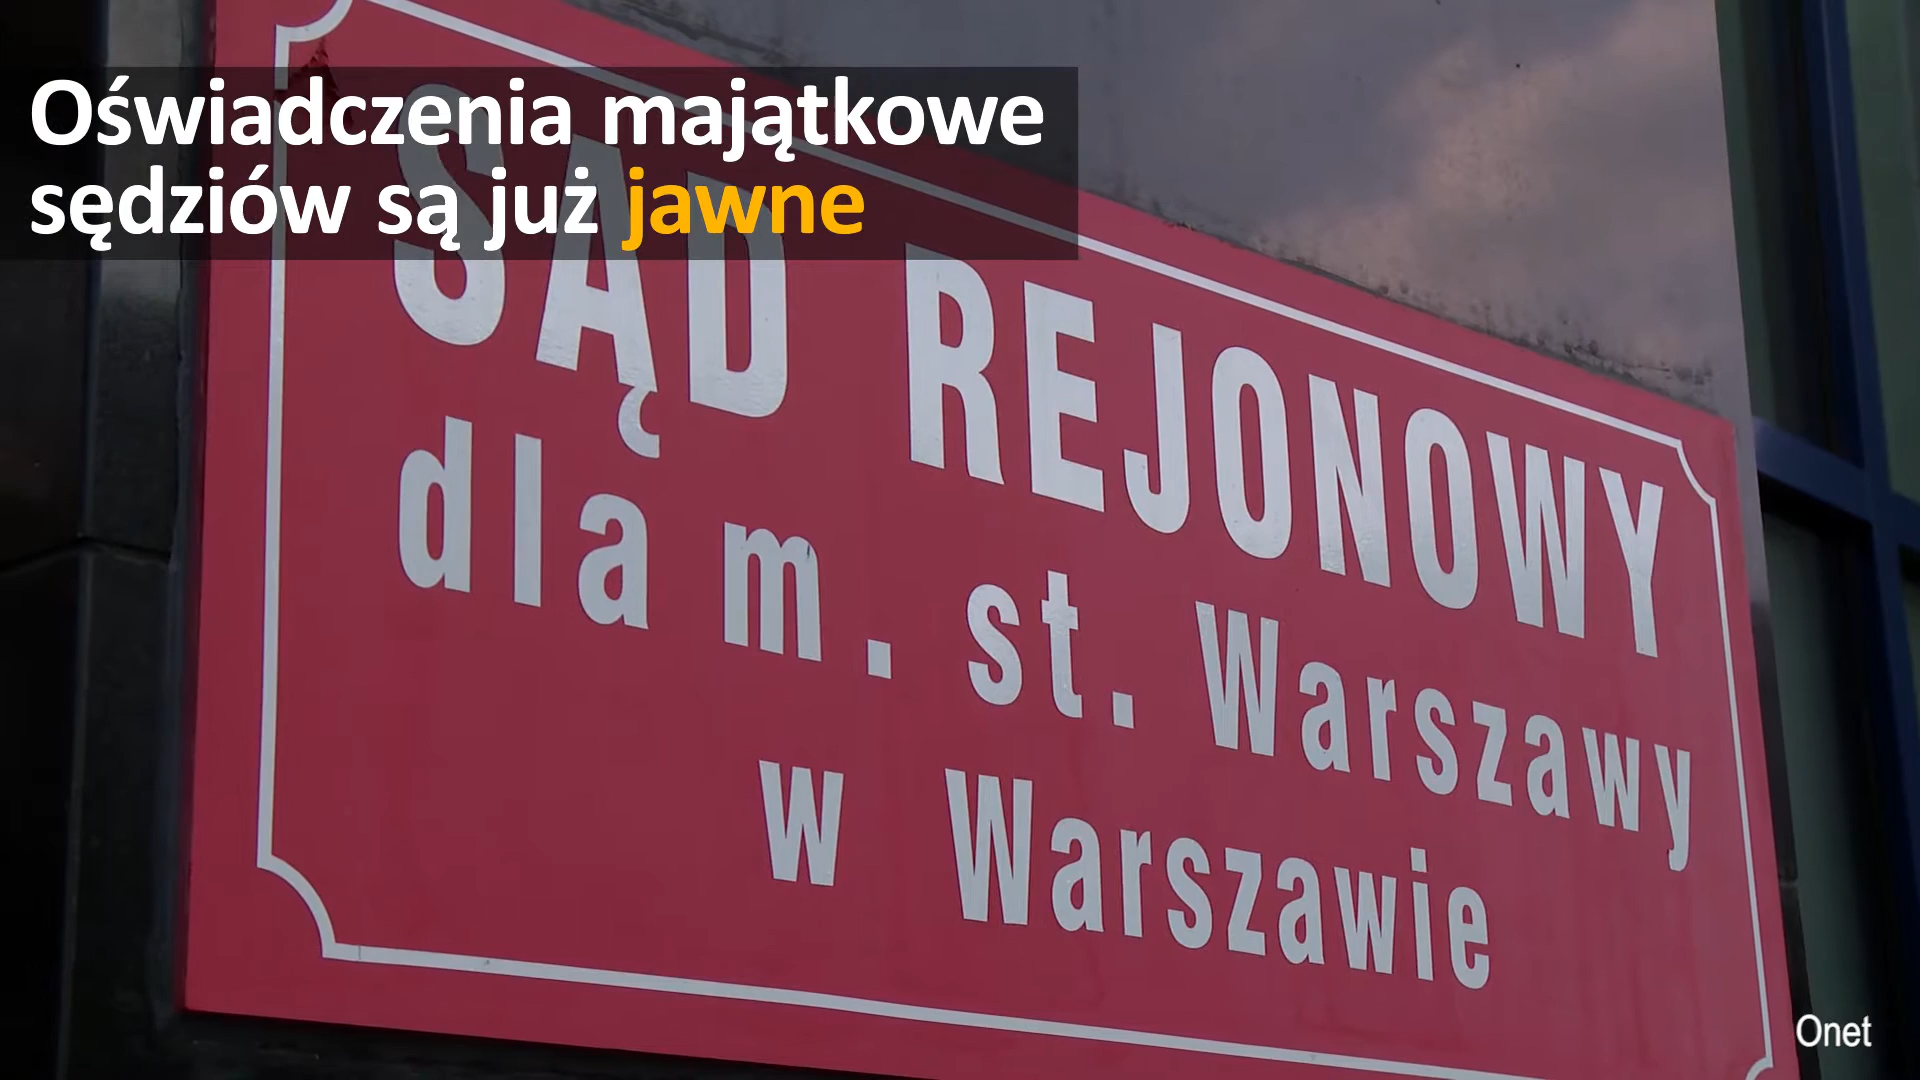 Oświadczenia majątkowe
sędziów są już jawne
SĄD REJONOWY
dla m. st. Warszawy
w Warszawie
Onet